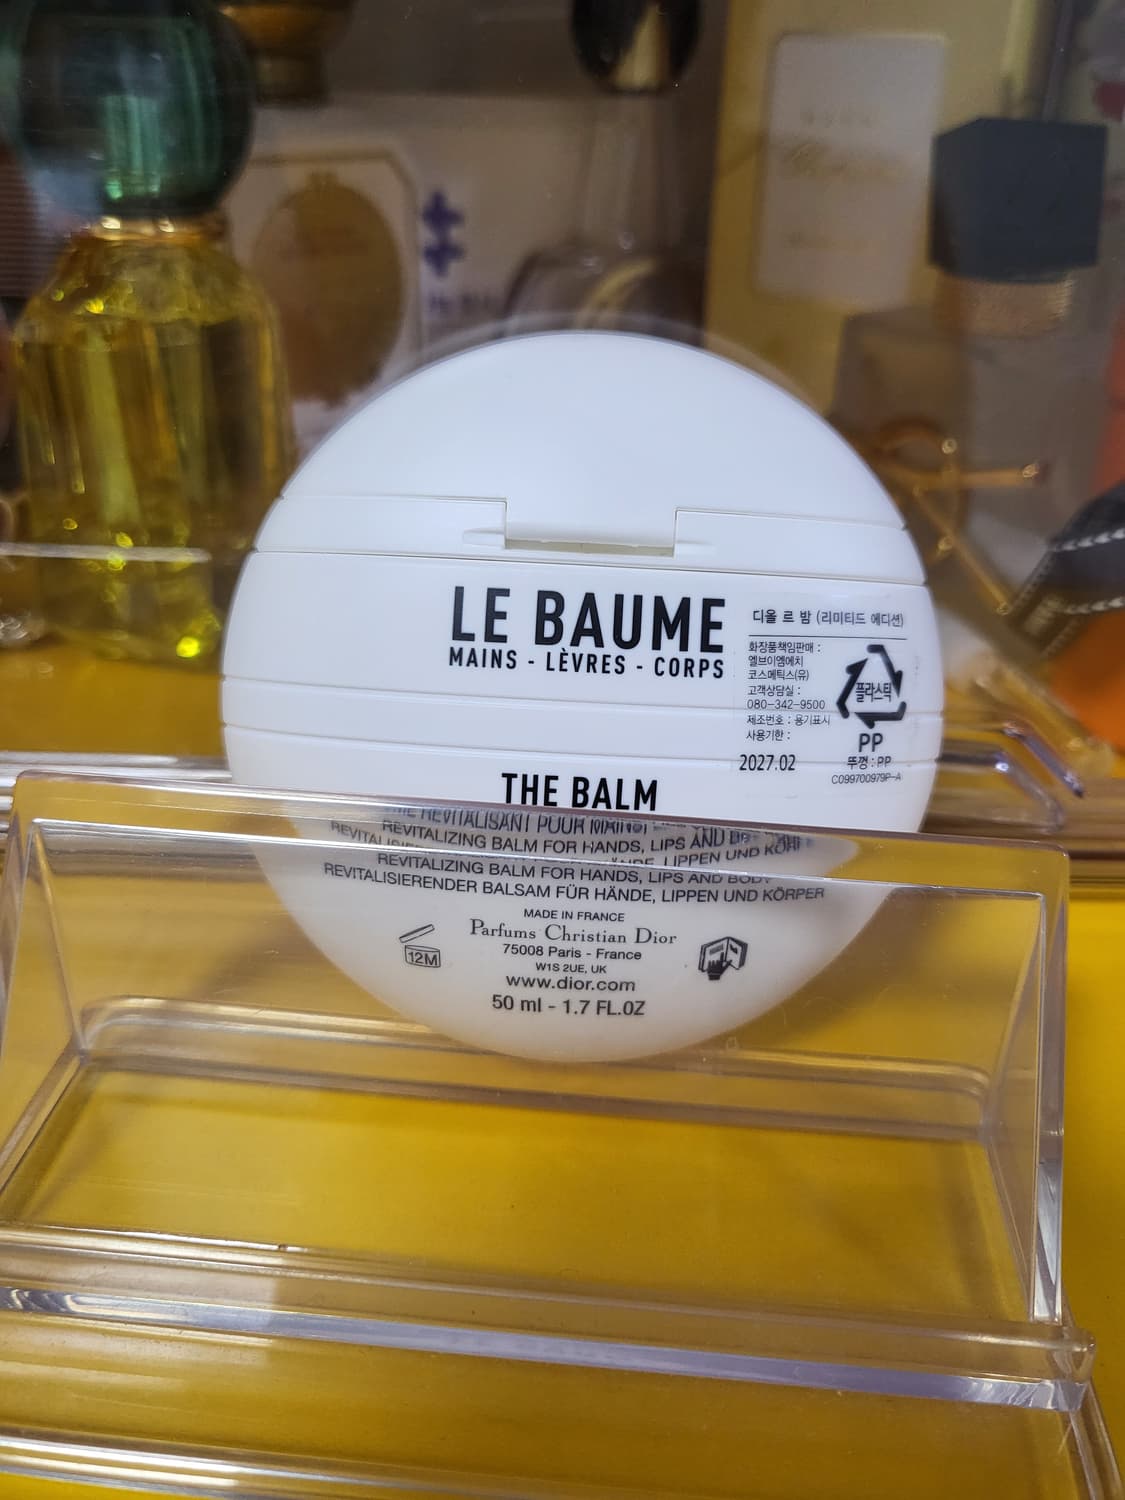 LE BAUME
MAINS - LÈVRES - CORPS
디올 르 밤 (리미티드 에디션)
화장품책임판매 :
엘브이엠에치
코스메틱스(유)
고객상담실 :
080-342-9500
제조번호 : 용기표시
사용기한 :
2027.02
플라스틱
PP
뚜껑 : PP
C099700979P-A
THE BALM
REVITALISANT POUR MAINS,
REVITALIZING BALM FOR HANDS, LIPS AND BODY
REVITALISIERENDER BALSAM FÜR HÄNDE, LIPPEN UND KÖRPER
MADE IN FRANCE
Parfums Christian Dior
75008 Paris - France
W1S 2UE, UK
www.dior.com
50 ml - 1.7 FL.OZ
12M